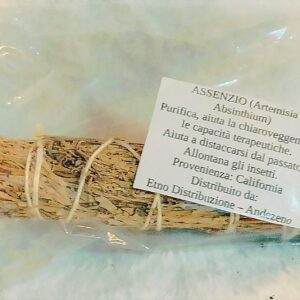 ASSENZIO (Artemisia
Absinthium)
Purifica, aiuta la chiaroveggen
le capacità terapeutiche.
Aiuta a distaccarsi dal passato
Allontana gli insetti.
Provenienza: California
Distribuito da:
Etno Distribuzione – Andezeno